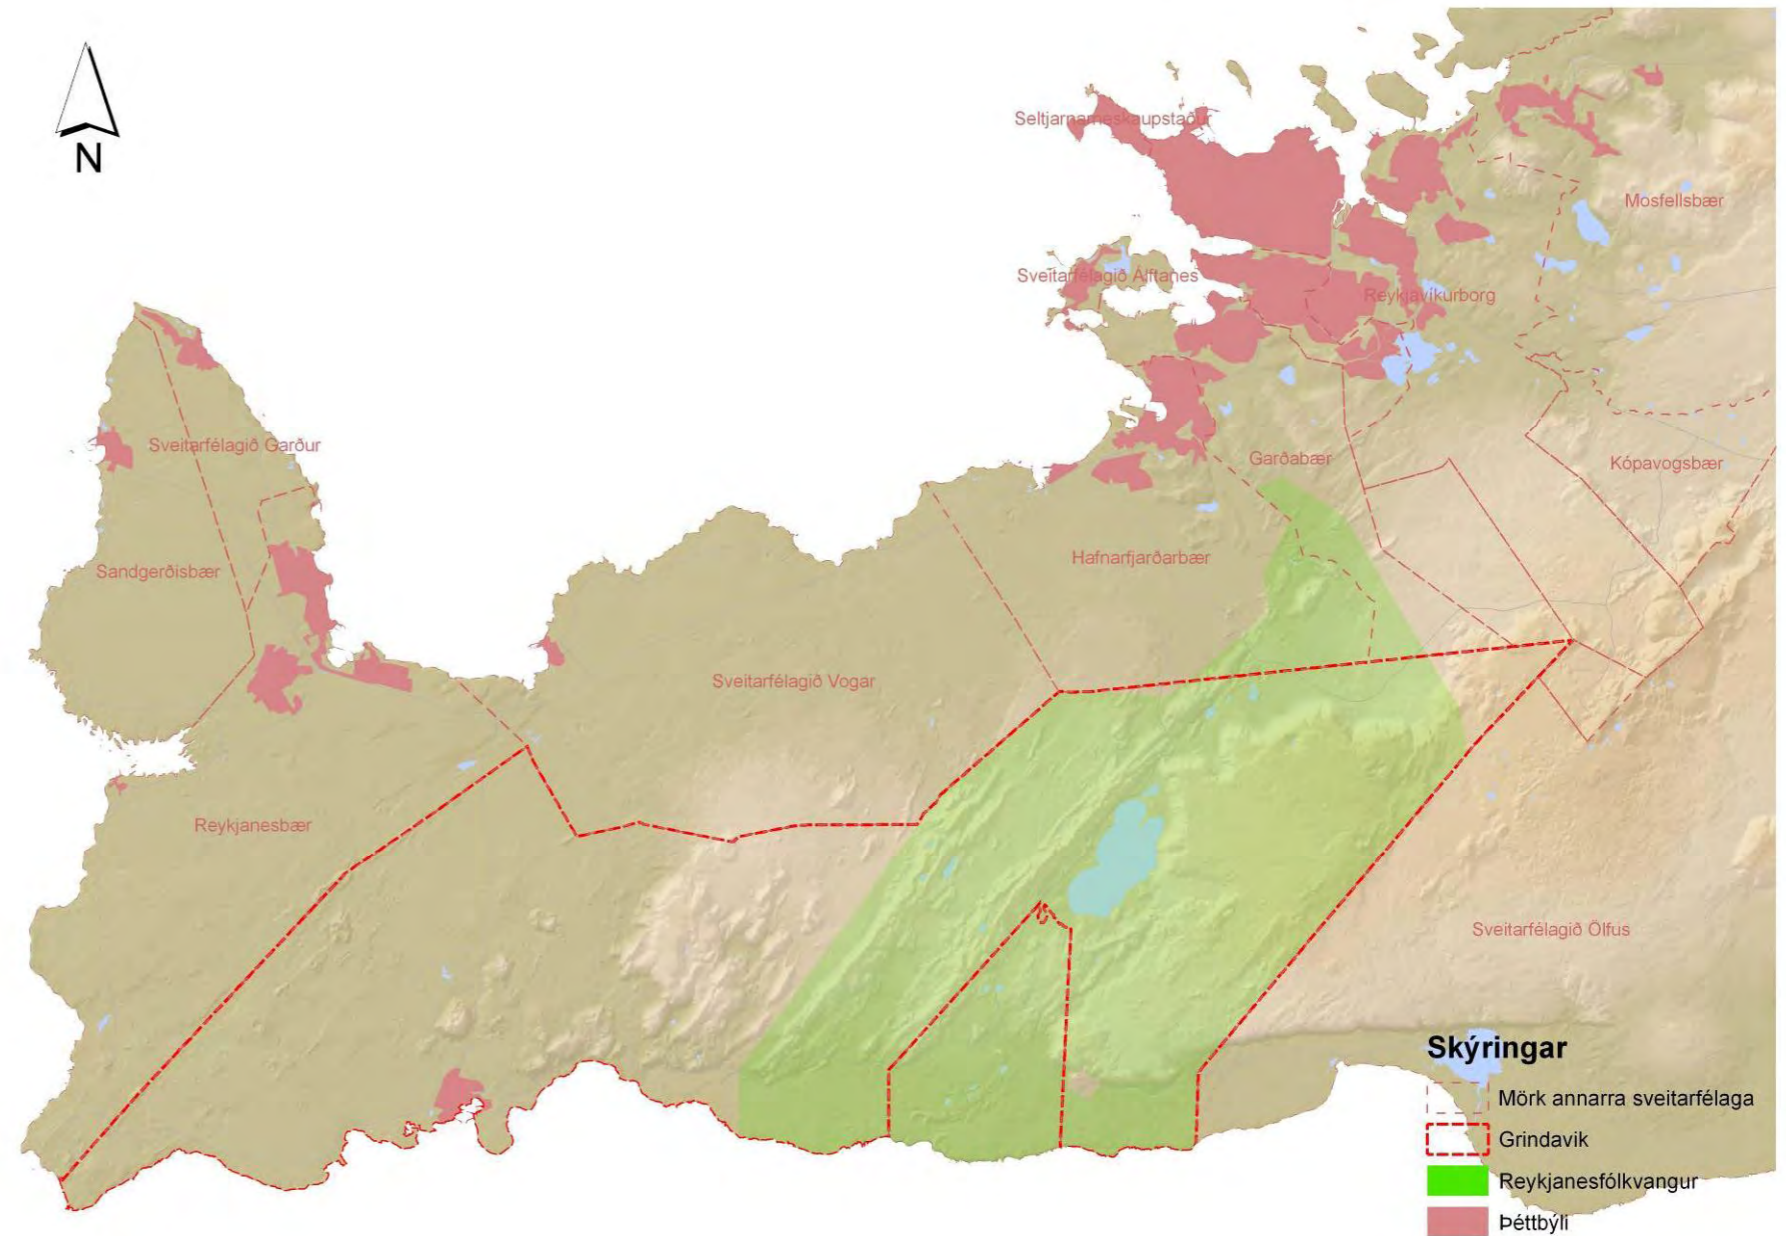 N
Seltjarnarneskaupstaður
Mosfellsbær
Sveitarfélagið Álftanes
Reykjavíkurborg
Sveitarfélagið Garður
Garðabær
Kópavogsbær
Hafnarfjarðarbær
Sandgerðisbær
Sveitarfélagið Vogar
Reykjanesbær
Sveitarfélagið Ölfus
Skýringar
Mörk annarra sveitarfélaga
Grindavik
Reykjanesfólkvangur
Þéttbýli